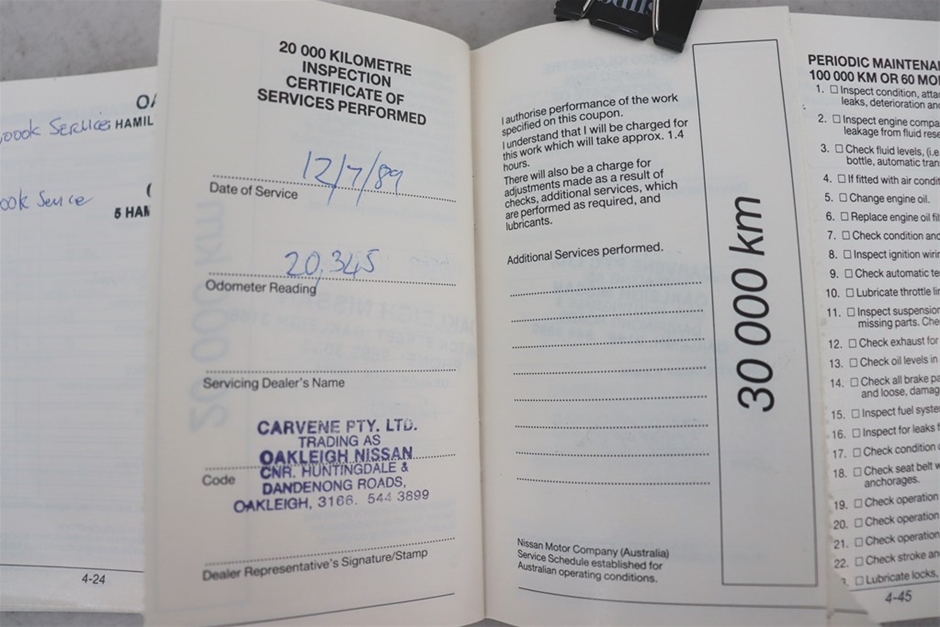 OA
000k Services HAMIL
00k Service
5 HAM
4-24
20 000 KILOMETRE
INSPECTION
CERTIFICATE OF
SERVICES PERFORMED
12/7/89
Date of Service
20,345
Odometer Reading
Servicing Dealer's Name
CARVENE PTY. LTD.
TRADING AS
OAKLEIGH NISSAN
CNR. HUNTINGDALE &
Code
DANDENONG ROADS,
OAKLEIGH, 3166. 544 3899
Dealer Representative's Signature/Stamp
I authorise performance of the work
specified on this coupon.
I understand that I will be charged for
this work which will take approx. 1.4
hours.
There will also be a charge for
adjustments made as a result of
checks, additional services, which
are performed as required, and
lubricants.
Additional Services performed.
Nissan Motor Company (Australia)
Service Schedule established for
Australian operating conditions.
30 000 km
PERIODIC MAINTENA
100 000 KM OR 60 MO
1. ☐ Inspect condition, attac
leaks, deterioration and
2. ☐ Inspect engine compa
leakage from fluid rese
3. ☐ Check fluid levels, (i.e
bottle, automatic tran
4. ☐ If fitted with air condit
5. ☐ Change engine oil.
6. ☐ Replace engine oil filt
7. ☐ Check condition and
8. ☐ Inspect ignition wirin
9. ☐ Check automatic te
10. ☐ Lubricate throttle lin
11. ☐ Inspect suspension
missing parts. Chec
12. ☐ Check exhaust for
13. ☐ Check oil levels in
14. ☐ Check all brake pa
and loose, damag
15. ☐ Inspect fuel system
16. ☐ Inspect for leaks f
17. ☐ Check condition o
18. ☐ Check seat belt w
anchorages.
19. ☐ Check operation
20. ☐ Check operation
21. ☐ Check operation
22. ☐ Check stroke an
☐ Lubricate locks,
4-45